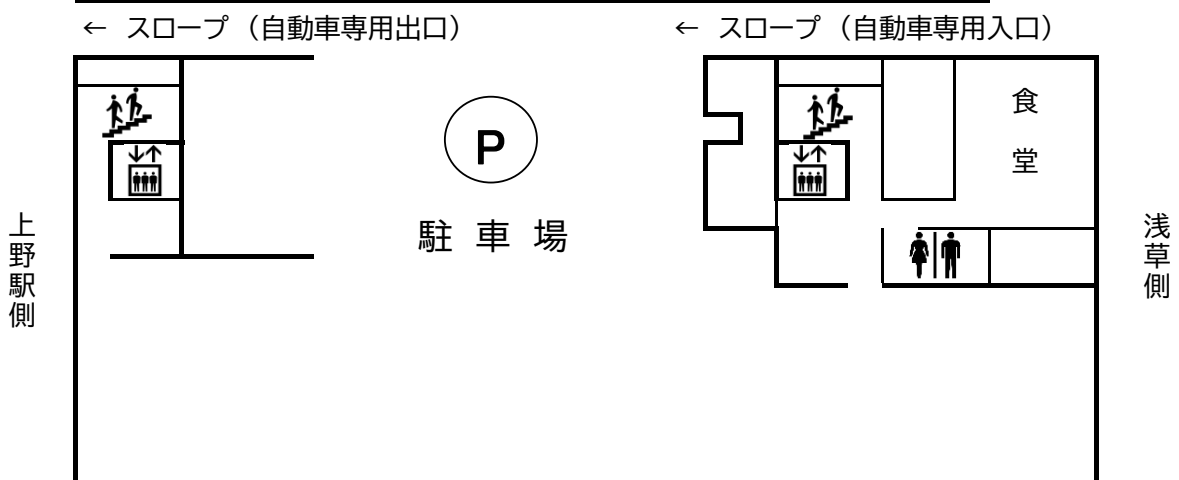 ← スロープ（自動車専用出口）
← スロープ（自動車専用入口）
P
駐車場
食堂
上野駅側
浅草側